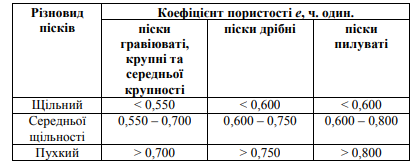 Різновид пісків
Коефіцієнт пористості e, ч. один.
піски гравіюваті, крупні та середньої крупності
піски дрібні
піски пилуваті
Щільний
< 0,550
< 0,600
< 0,600
Середньої щільності
0,550 – 0,700
0,600 – 0,750
0,600 – 0,800
Пухкий
> 0,700
> 0,750
> 0,800